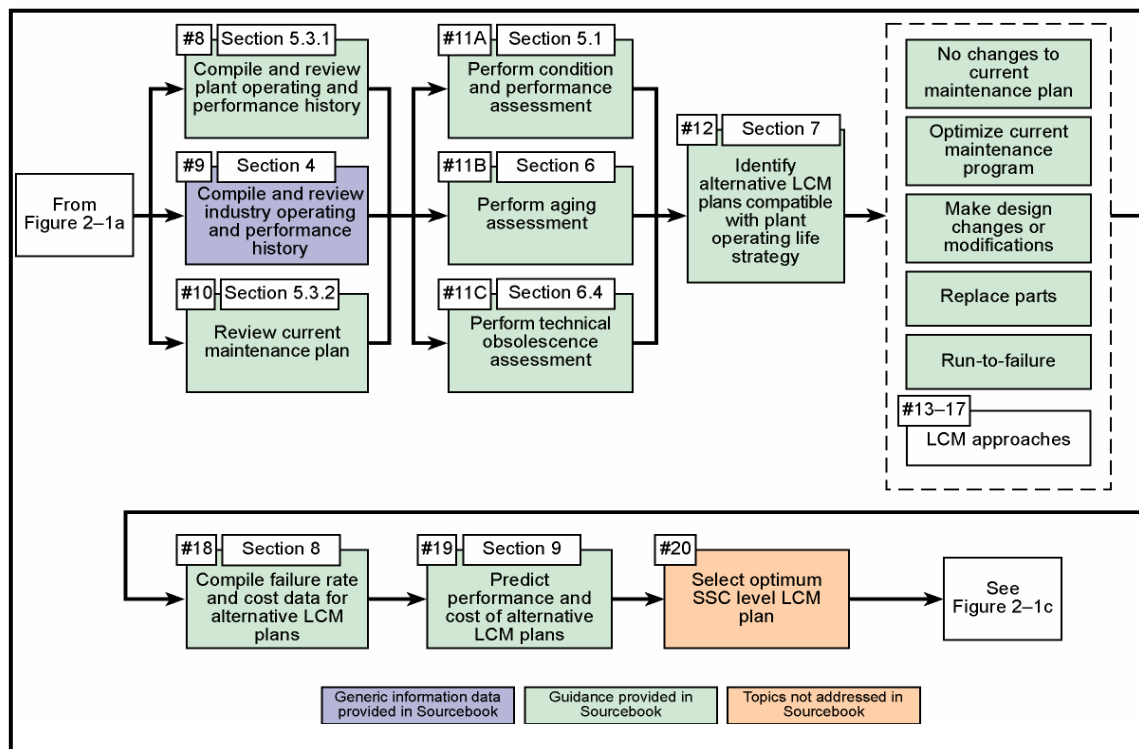 #8 Section 5.3.1
Compile and review
plant operating and
performance history
#11A Section 5.1
Perform condition
and performance
assessment
No changes to
current
maintenance plan
From
Figure 2–1a
#9 Section 4
Compile and review
industry operating
and performance
history
#11B Section 6
Perform aging
assessment
#12 Section 7
Identify
alternative LCM
plans compatible
with plant
operating life
strategy
Optimize current
maintenance
program
Make design
changes or
modifications
#10 Section 5.3.2
Review current
maintenance plan
#11C Section 6.4
Perform technical
obsolescence
assessment
Replace parts
Run-to-failure
#13–17
LCM approaches
#18 Section 8
Compile failure rate
and cost data for
alternative LCM
plans
#19 Section 9
Predict
performance and
cost of alternative
LCM plans
#20
Select optimum
SSC level LCM
plan
See
Figure 2–1c
Generic information data
provided in Sourcebook
Guidance provided in
Sourcebook
Topics not addressed in
Sourcebook